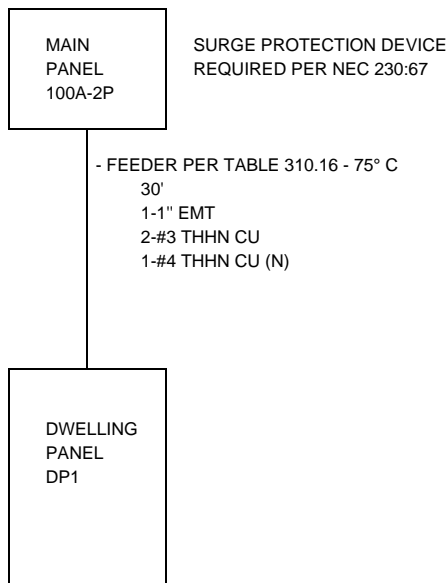 MAIN
PANEL
100A-2P
SURGE PROTECTION DEVICE
REQUIRED PER NEC 230:67
- FEEDER PER TABLE 310.16 - 75° C
30'
1-1" EMT
2-#3 THHN CU
1-#4 THHN CU (N)
DWELLING
PANEL
DP1